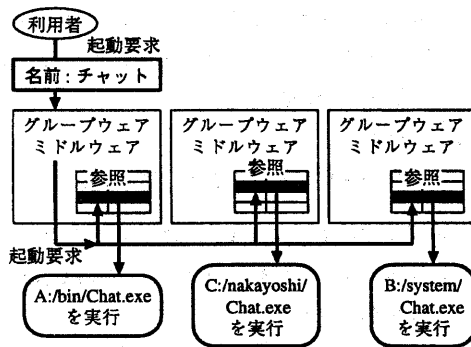 利用者
起動要求
名前:チャット
グループウェア
ミドルウェア
参照
グループウェア
ミドルウェア
参照
グループウェア
ミドルウェア
参照
起動要求
A:/bin/Chat.exe
を実行
C:/nakayoshi/
Chat.exe
を実行
B:/system/
Chat.exe
を実行